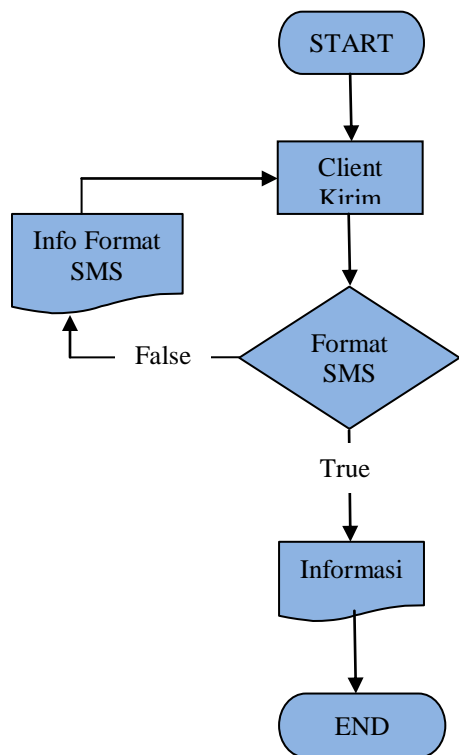 START
Client
Kirim
Info Format
SMS
Format
SMS
False
True
Informasi
END